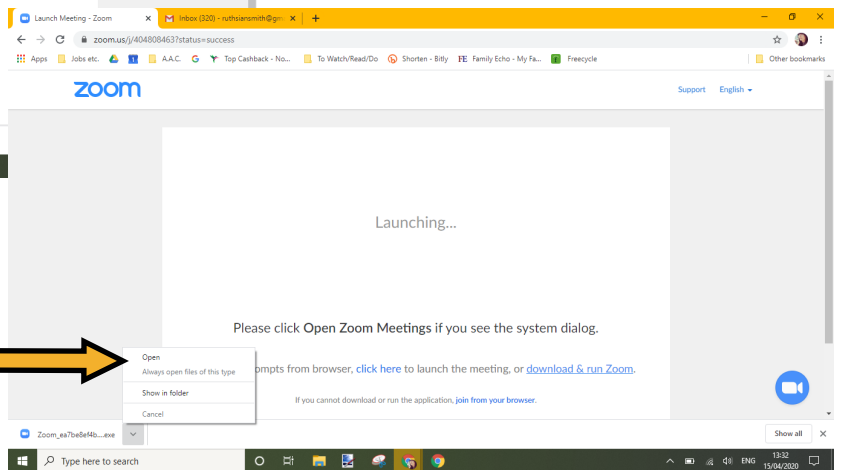 Launch Meeting - Zoom
Inbox (320) - ruthsiansmith@gm
zoom.us/j/404808463?status=success
Apps Jobs etc. A.A.C. Top Cashback - No... To Watch/Read/Do Shorten - Bitly FE Family Echo - My Fa... Freecycle Other bookmarks
zoom Support English
Launching...
Please click Open Zoom Meetings if you see the system dialog.
ompts from browser, click here to launch the meeting, or download & run Zoom.
If you cannot download or run the application, join from your browser.
Open
Always open files of this type
Show in folder
Cancel
Zoom_ea7be8ef4b....exe Show all
Type here to search ENG 13:32
15/04/2020